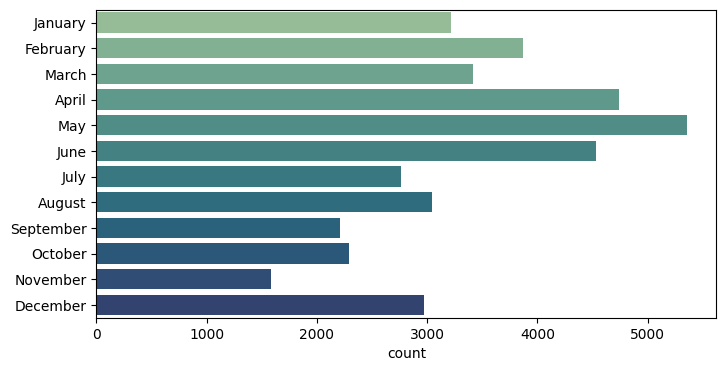 January
February
March
April
May
June
July
August
September
October
November
December
0 1000 2000 3000 4000 5000
count